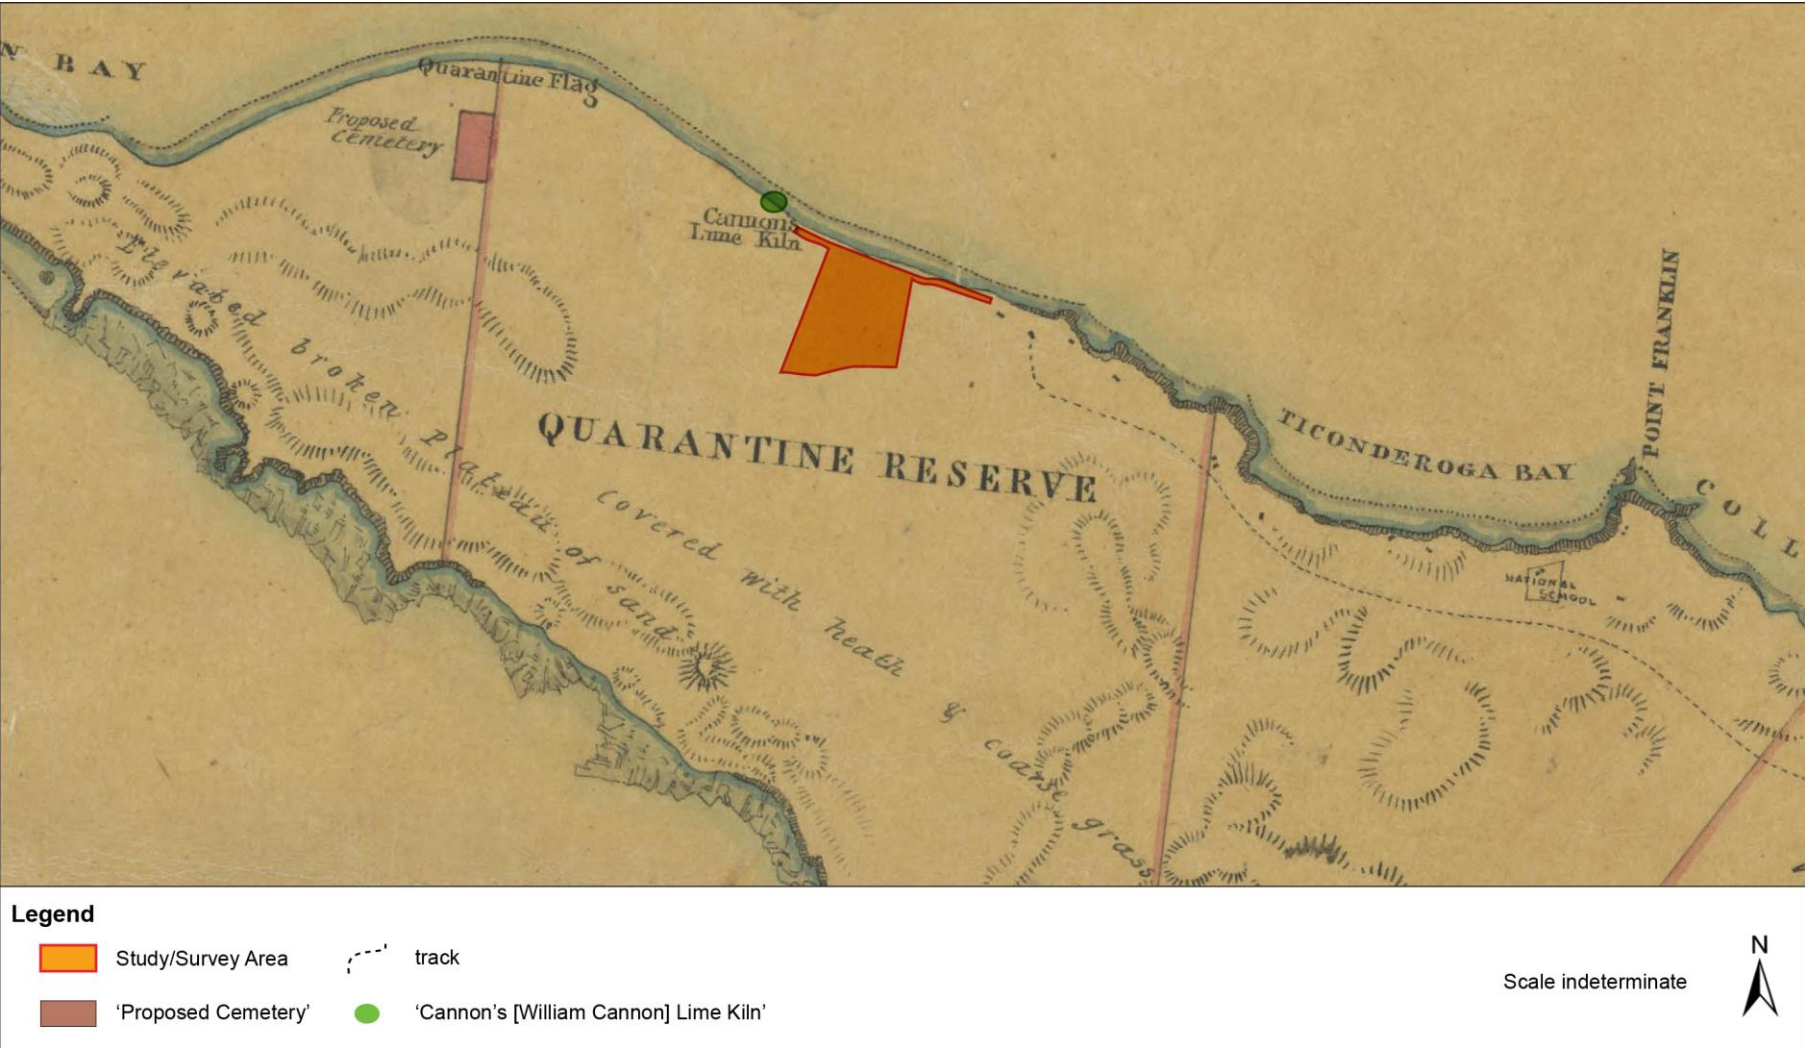 N BAY
Quarantine Flag
Proposed
Cemetery
Cannon's
Lime Kiln
Elevated broken Plateau of sand
QUARANTINE RESERVE
covered with heath & coarse grass
TICONDEROGA BAY
POINT FRANKLIN
COLL
NATIONAL
SCHOOL
Legend
Study/Survey Area
track
'Proposed Cemetery'
'Cannon's [William Cannon] Lime Kiln'
Scale indeterminate
N